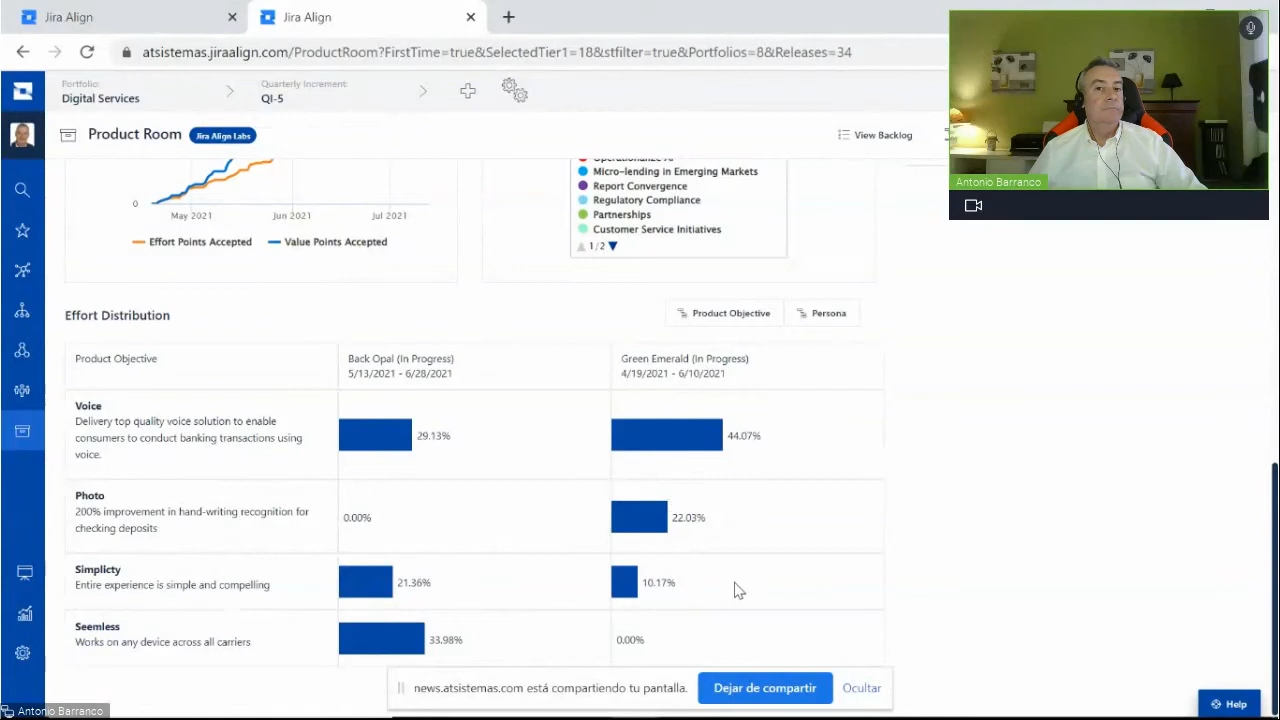 Jira Align
Jira Align
atsistemas.jiraalign.com/ProductRoom?FirstTime=true&SelectedTier1=18&stfilter=true&Portfolios=8&Releases=34
Portfolio:
Digital Services
Quarterly Increment:
QI-5
Product Room
Jira Align Labs
View Backlog
Antonio Barranco
0
May 2021
Jun 2021
Jul 2021
Effort Points Accepted
Value Points Accepted
Micro-lending in Emerging Markets
Report Convergence
Regulatory Compliance
Partnerships
Customer Service Initiatives
1/2
Effort Distribution
Product Objective
Persona
Product Objective
Back Opal (In Progress)
5/13/2021 - 6/28/2021
Green Emerald (In Progress)
4/19/2021 - 6/10/2021
Voice
Delivery top quality voice solution to enable
consumers to conduct banking transactions using
voice.
29.13%
44.07%
Photo
200% improvement in hand-writing recognition for
checking deposits
0.00%
22.03%
Simplicty
Entire experience is simple and compelling
21.36%
10.17%
Seemless
Works on any device across all carriers
33.98%
0.00%
news.atsistemas.com está compartiendo tu pantalla.
Dejar de compartir
Ocultar
Help
Antonio Barranco